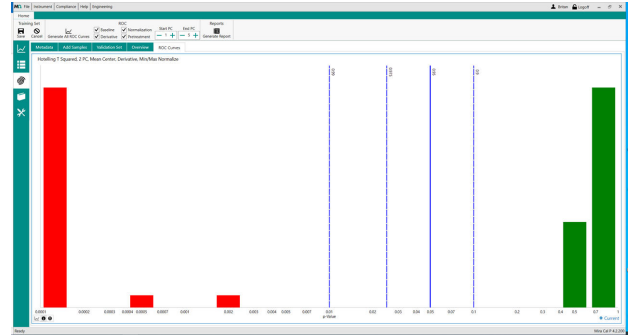 File Instrument Compliance Help Engineering Logoff
Home
Training Set ROC Reports
Baseline Normalization Start PC End PC
Save Cancel Generate All ROC Curves Derivative Pretreatment 1 5 Generate Report
Metadata Add Samples Validation Set Overview ROC Curves
Hotelling T Squared, 2 PC, Mean Center, Derivative, Min/Max Normalize
0.0001 0.0002 0.0003 0.0004 0.0005 0.0007 0.001 0.002 0.003 0.004 0.005 0.007 0.01 0.02 0.03 0.04 0.05 0.07 0.1 0.2 0.3 0.4 0.5 0.7 1
p-Value
Current
Ready